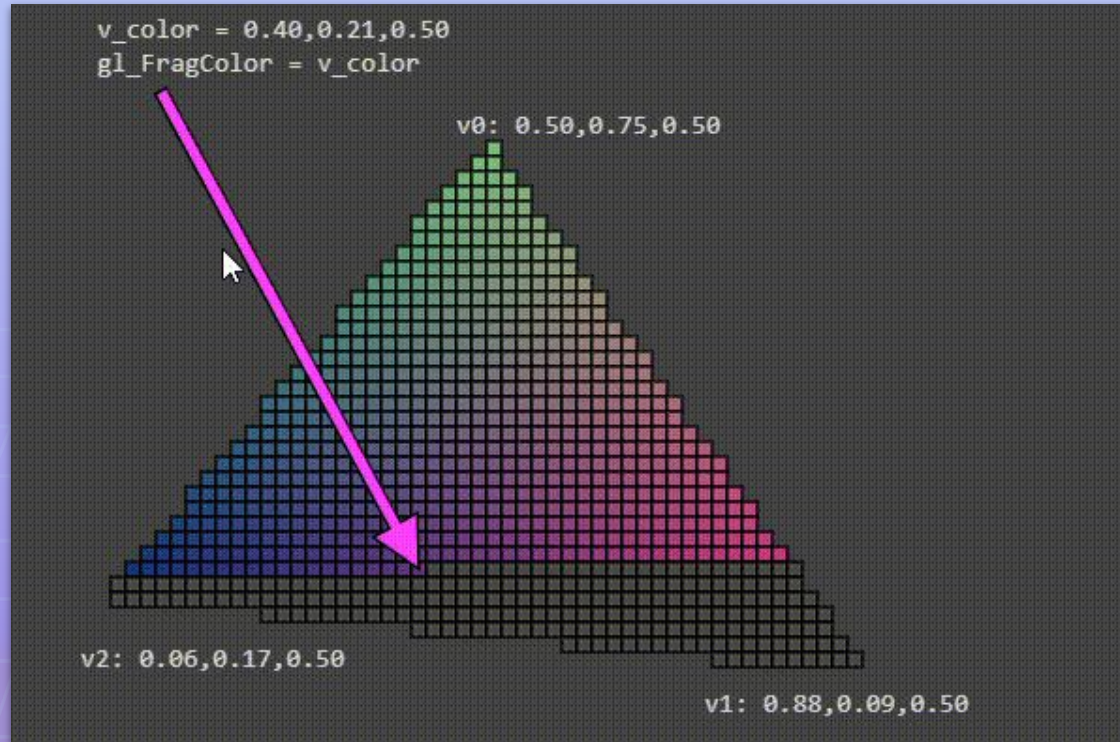 v_color = 0.40,0.21,0.50
gl_FragColor = v_color
v0: 0.50,0.75,0.50
v2: 0.06,0.17,0.50
v1: 0.88,0.09,0.50